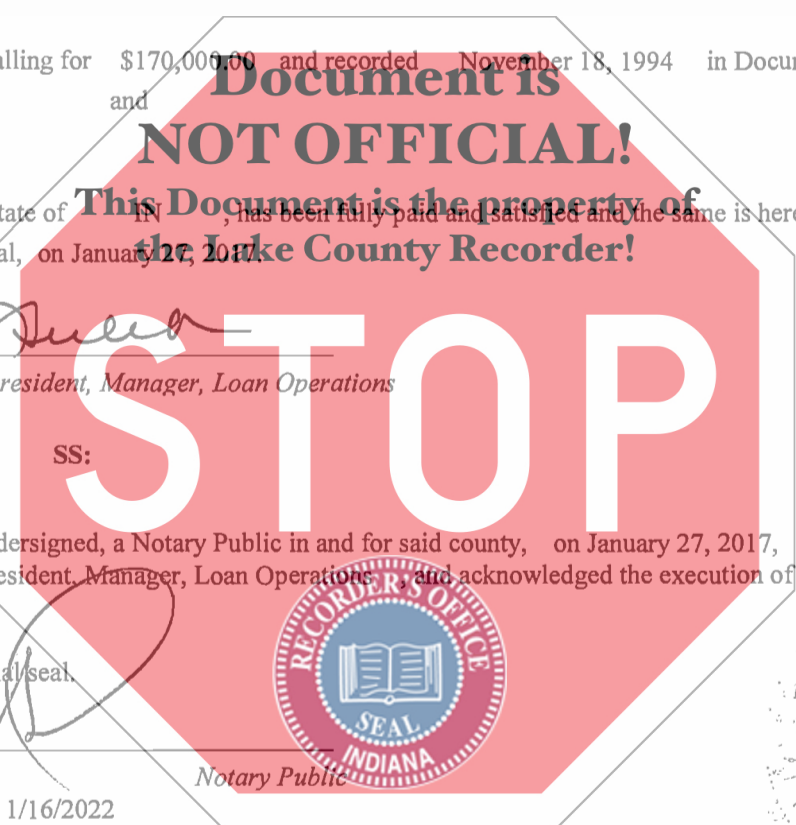 alling for $170,000.00 and recorded November 18, 1994 in Docum
Document is
and
NOT OFFICIAL!
This Document is the property of
tate of IN , has been fully paid and satisfied and the same is here
the Lake County Recorder!
al, on January 27, 2017.
STOP
resident, Manager, Loan Operations
SS:
dersigned, a Notary Public in and for said county, on January 27, 2017,
esident, Manager, Loan Operations , and acknowledged the execution of
RECORDER'S OFFICE
al seal.
SEAL
INDIANA
Notary Public
1/16/2022